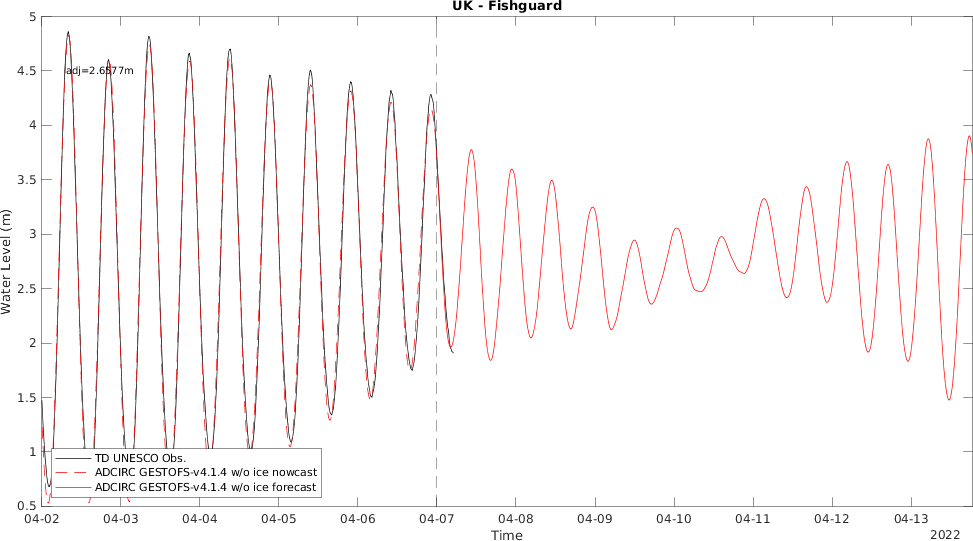 UK - Fishguard
5
4.5
4
3.5
3
2.5
2
1.5
1
0.5
Water Level (m)
adj=2.6577m
TD UNESCO Obs.
ADCIRC GESTOFS-v4.1.4 w/o ice nowcast
ADCIRC GESTOFS-v4.1.4 w/o ice forecast
04-02 04-03 04-04 04-05 04-06 04-07 04-08 04-09 04-10 04-11 04-12 04-13
Time
2022